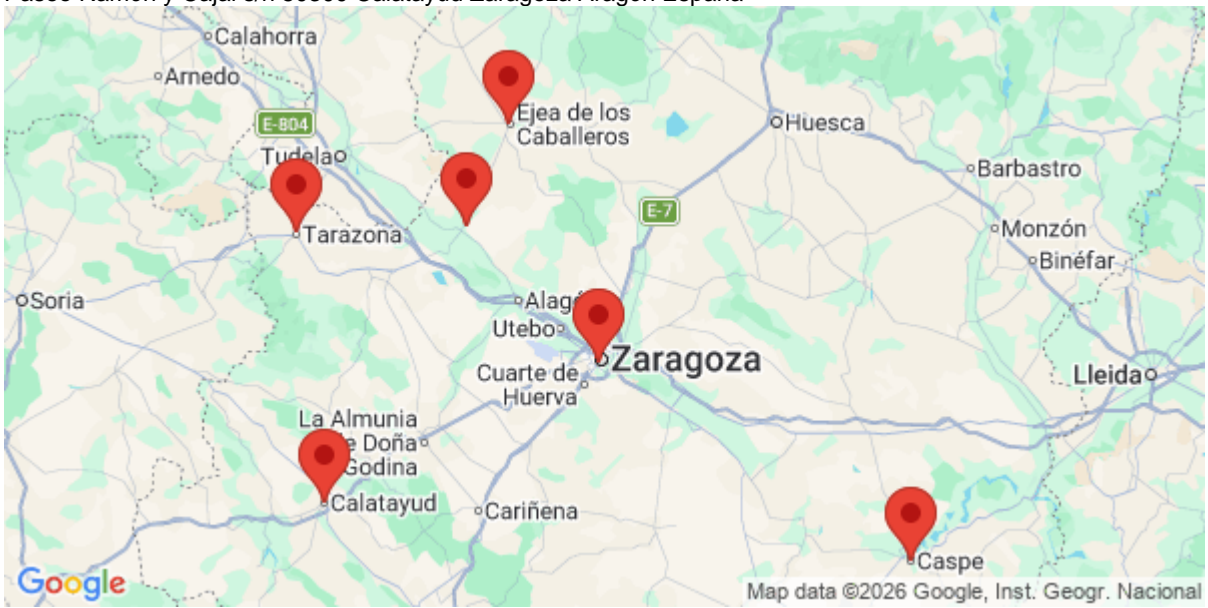 Paseo Ramón y Cajal s/n 50300 Calatayud Zaragoza Aragón España
Calahorra
Arnedo
Ejea de los
Caballeros
E-804
Huesca
Tudela
Barbastro
E-7
Tarazona
Monzón
Binéfar
Soria
Utebo
Zaragoza
Cuarte de
Huerva
Lleida
La Almunia
Doña
Godina
Calatayud
Cariñena
Caspe
Google
Map data ©2026 Google, Inst. Geogr. Nacional